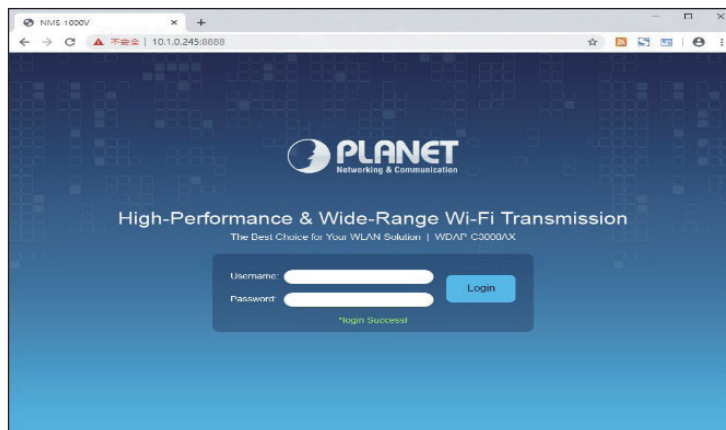 NMS-1000V
不安全 | 10.1.0.245:8888
PLANET
Networking & Communication
High-Performance & Wide-Range Wi-Fi Transmission
The Best Choice for Your WLAN Solution | WDAP-C3000AX
Username:
Password:
Login
*login Success!